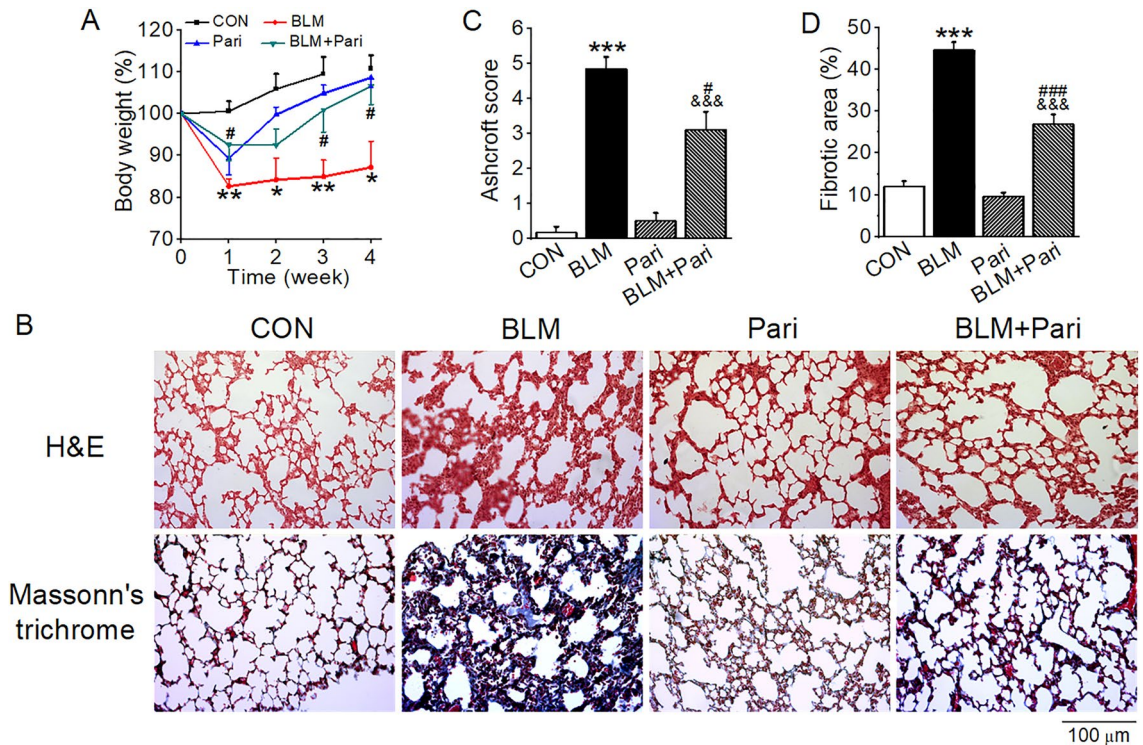 A
CON
BLM
Pari
BLM+Pari
Body weight (%)
120
110
100
90
80
70
#
#
#
**
*
**
*
0
1
2
3
4
Time (week)
C
Ashcroft score
6
5
4
3
2
1
0
***
#
&&&
CON
BLM
Pari
BLM+Pari
D
Fibrotic area (%)
50
40
30
20
10
0
***
###
&&&
CON
BLM
Pari
BLM+Pari
B
CON
BLM
Pari
BLM+Pari
H&E
Massonn's
trichrome
100 μm